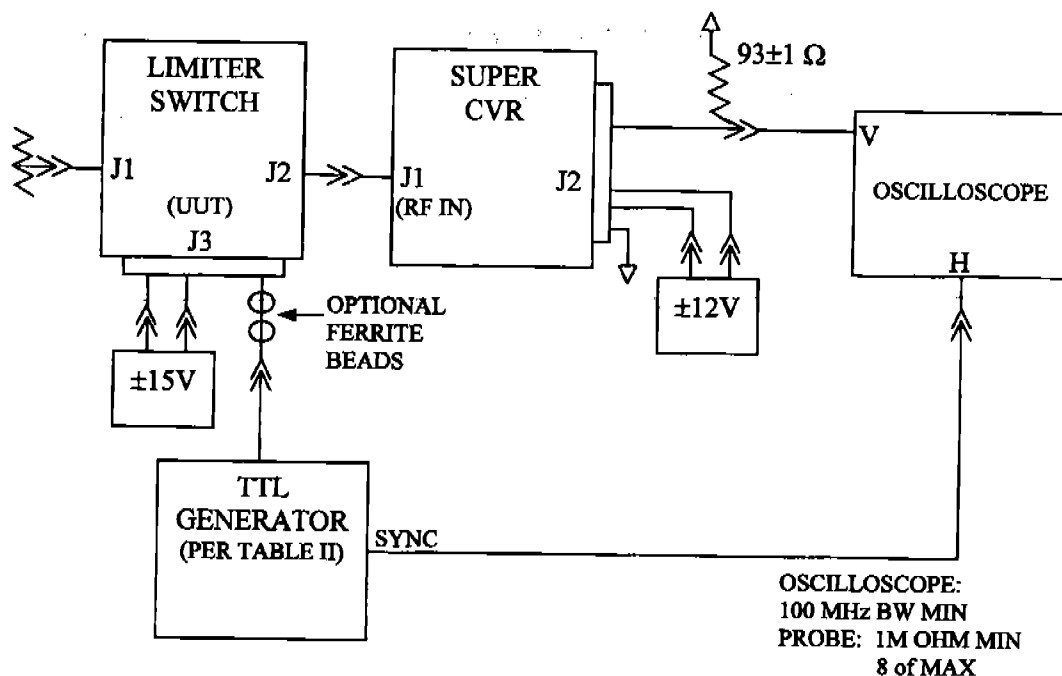 LIMITER
SWITCH
J1
J2
(UUT)
J3
SUPER
CVR
J1
(RF IN)
J2
93±1 Ω
V
OSCILLOSCOPE
H
OPTIONAL
FERRITE
BEADS
±15V
±12V
TTL
GENERATOR
(PER TABLE II)
SYNC
OSCILLOSCOPE:
100 MHz BW MIN
PROBE: 1M OHM MIN
8 of MAX